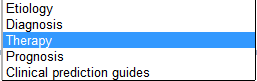 Etiology
Diagnosis
Therapy
Prognosis
Clinical prediction guides